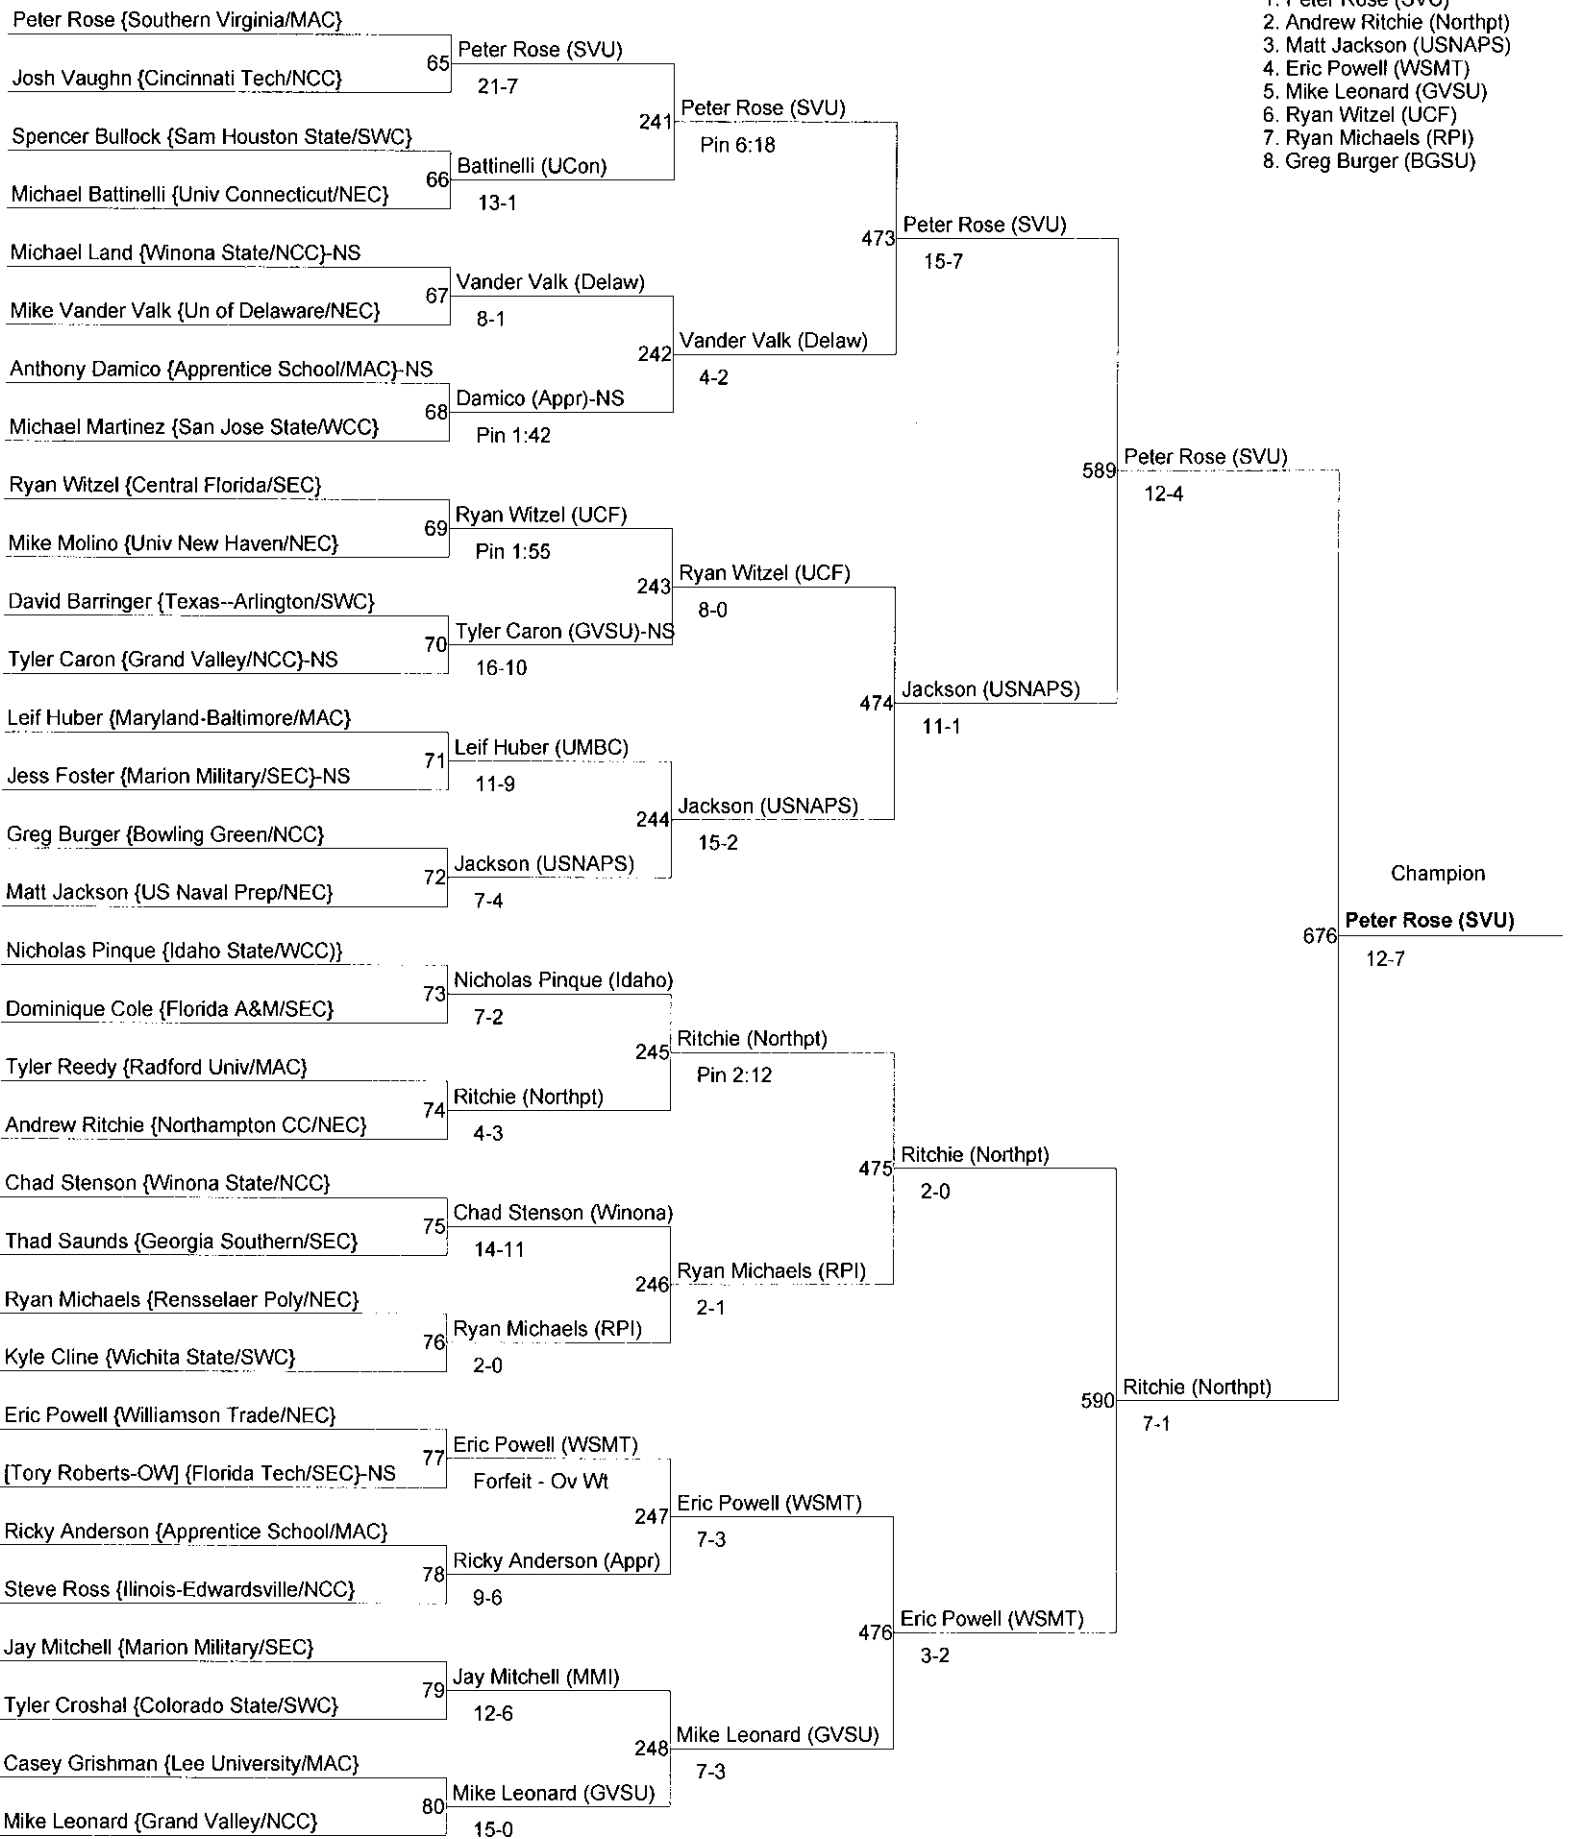 1. Peter Rose (SVU)
2. Andrew Ritchie (Northpt)
3. Matt Jackson (USNAPS)
4. Eric Powell (WSMT)
5. Mike Leonard (GVSU)
6. Ryan Witzel (UCF)
7. Ryan Michaels (RPI)
8. Greg Burger (BGSU)
Peter Rose {Southern Virginia/MAC}
65 Peter Rose (SVU)
Josh Vaughn {Cincinnati Tech/NCC}
21-7
241 Peter Rose (SVU)
Spencer Bullock {Sam Houston State/SWC}
Pin 6:18
66 Battinelli (UCon)
Michael Battinelli {Univ Connecticut/NEC}
13-1
473 Peter Rose (SVU)
Michael Land {Winona State/NCC}-NS
15-7
67 Vander Valk (Delaw)
Mike Vander Valk {Un of Delaware/NEC}
8-1
242 Vander Valk (Delaw)
Anthony Damico {Apprentice School/MAC}-NS
4-2
68 Damico (Appr)-NS
Michael Martinez {San Jose State/WCC}
Pin 1:42
589 Peter Rose (SVU)
Ryan Witzel {Central Florida/SEC}
12-4
69 Ryan Witzel (UCF)
Mike Molino {Univ New Haven/NEC}
Pin 1:55
243 Ryan Witzel (UCF)
David Barringer {Texas--Arlington/SWC}
8-0
70 Tyler Caron (GVSU)-NS
Tyler Caron {Grand Valley/NCC}-NS
16-10
474 Jackson (USNAPS)
Leif Huber {Maryland-Baltimore/MAC}
11-1
71 Leif Huber (UMBC)
Jess Foster {Marion Military/SEC}-NS
11-9
244 Jackson (USNAPS)
Greg Burger {Bowling Green/NCC}
15-2
72 Jackson (USNAPS)
Matt Jackson {US Naval Prep/NEC}
7-4
Champion
676 Peter Rose (SVU)
12-7
Nicholas Pinque {Idaho State/WCC)}
73 Nicholas Pinque (Idaho)
Dominique Cole {Florida A&M/SEC}
7-2
245 Ritchie (Northpt)
Tyler Reedy {Radford Univ/MAC}
Pin 2:12
74 Ritchie (Northpt)
Andrew Ritchie {Northampton CC/NEC}
4-3
475 Ritchie (Northpt)
Chad Stenson {Winona State/NCC}
2-0
75 Chad Stenson (Winona)
Thad Saunds {Georgia Southern/SEC}
14-11
246 Ryan Michaels (RPI)
Ryan Michaels {Rensselaer Poly/NEC}
2-1
76 Ryan Michaels (RPI)
Kyle Cline {Wichita State/SWC}
2-0
590 Ritchie (Northpt)
Eric Powell {Williamson Trade/NEC}
7-1
77 Eric Powell (WSMT)
[Tory Roberts-OW] {Florida Tech/SEC}-NS
Forfeit - Ov Wt
247 Eric Powell (WSMT)
Ricky Anderson {Apprentice School/MAC}
7-3
78 Ricky Anderson (Appr)
Steve Ross {Ilinois-Edwardsville/NCC}
9-6
476 Eric Powell (WSMT)
Jay Mitchell {Marion Military/SEC}
3-2
79 Jay Mitchell (MMI)
Tyler Croshal {Colorado State/SWC}
12-6
248 Mike Leonard (GVSU)
Casey Grishman {Lee University/MAC}
7-3
80 Mike Leonard (GVSU)
Mike Leonard {Grand Valley/NCC}
15-0